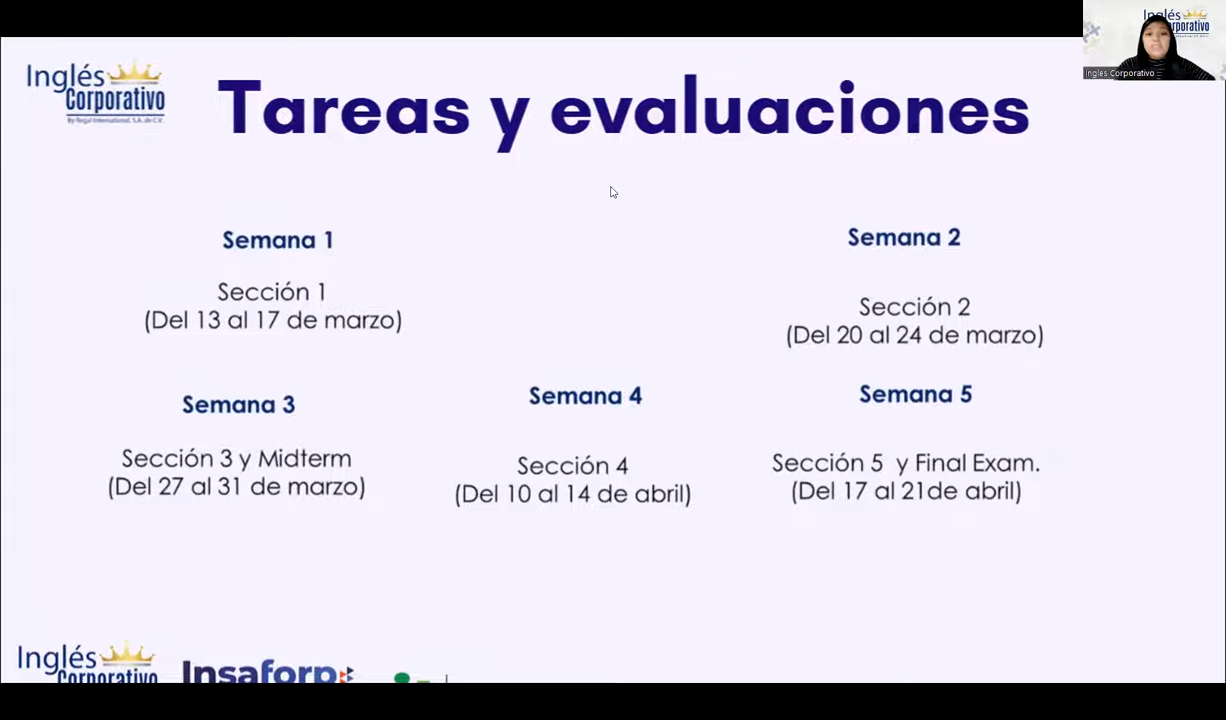 Inglés
Corporativo
By Regal International, S.A. de C.V.
Tareas y evaluaciones
Inglés
Corporativo
Ingles Corporativo
Semana 1
Sección 1
(Del 13 al 17 de marzo)
Semana 2
Sección 2
(Del 20 al 24 de marzo)
Semana 3
Sección 3 y Midterm
(Del 27 al 31 de marzo)
Semana 4
Sección 4
(Del 10 al 14 de abril)
Semana 5
Sección 5 y Final Exam.
(Del 17 al 21de abril)
Inglés
Corporativo
Insaforp